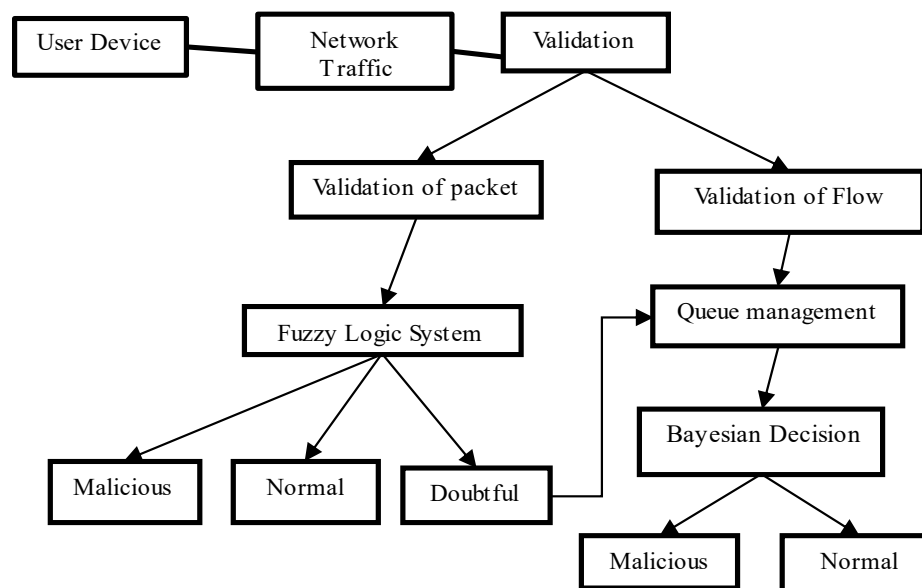 User Device
Network
Traffic
Validation
Validation of packet
Validation of Flow
Fuzzy Logic System
Queue management
Bayesian Decision
Malicious
Normal
Doubtful
Malicious
Normal